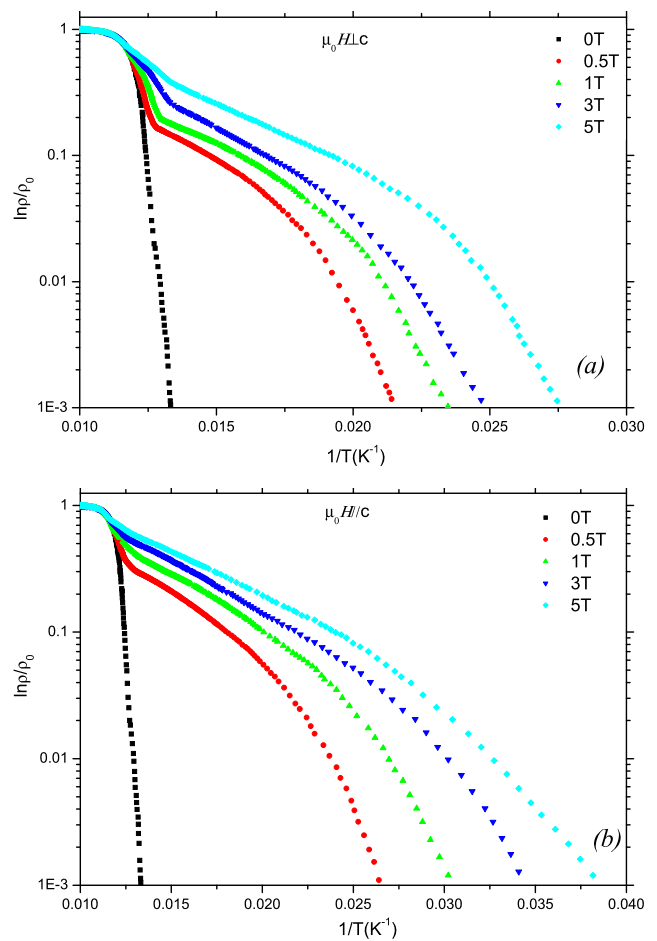 μ₀H⊥c
0T
0.5T
1T
3T
5T
1
0.1
0.01
1E-3
lnρ/ρ₀
(a)
0.010 0.015 0.020 0.025 0.030
1/T(K⁻¹)
μ₀H//c
0T
0.5T
1T
3T
5T
1
0.1
0.01
1E-3
lnρ/ρ₀
(b)
0.010 0.015 0.020 0.025 0.030 0.035 0.040
1/T(K⁻¹)